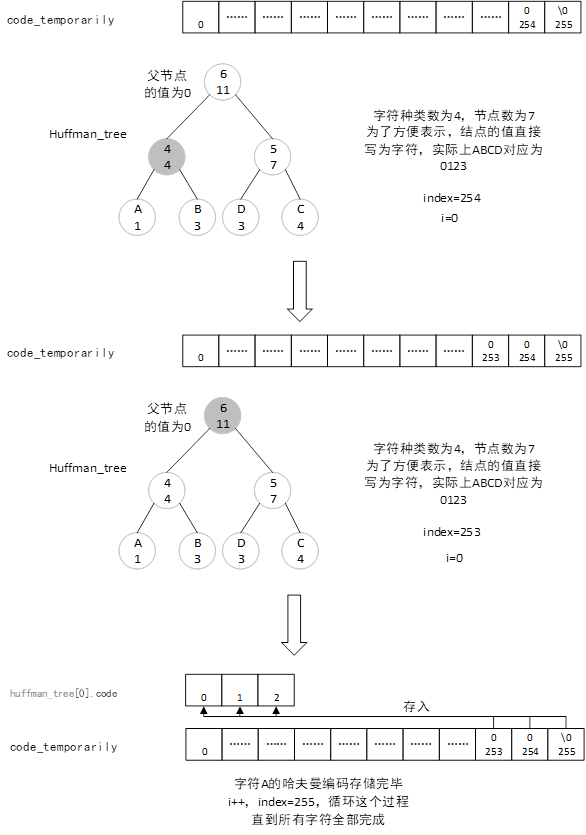 code_temporarily
0 …… …… …… …… …… …… …… …… 0 \0
254 255
父节点
的值为0
6
11
Huffman_tree
4 5
4 7
A B D C
1 3 3 4
字符种类数为4，节点数为7
为了方便表示，结点的值直接
写为字符，实际上ABCD对应为
0123
index=254
i=0
code_temporarily
0 …… …… …… …… …… …… …… 0 0 \0
253 254 255
父节点
的值为0
6
11
Huffman_tree
4 5
4 7
A B D C
1 3 3 4
字符种类数为4，节点数为7
为了方便表示，结点的值直接
写为字符，实际上ABCD对应为
0123
index=253
i=0
huffman_tree[0].code
0 1 2
存入
code_temporarily
0 …… …… …… …… …… …… …… 0 0 \0
253 254 255
字符A的哈夫曼编码存储完毕
i++，index=255，循环这个过程
直到所有字符全部完成